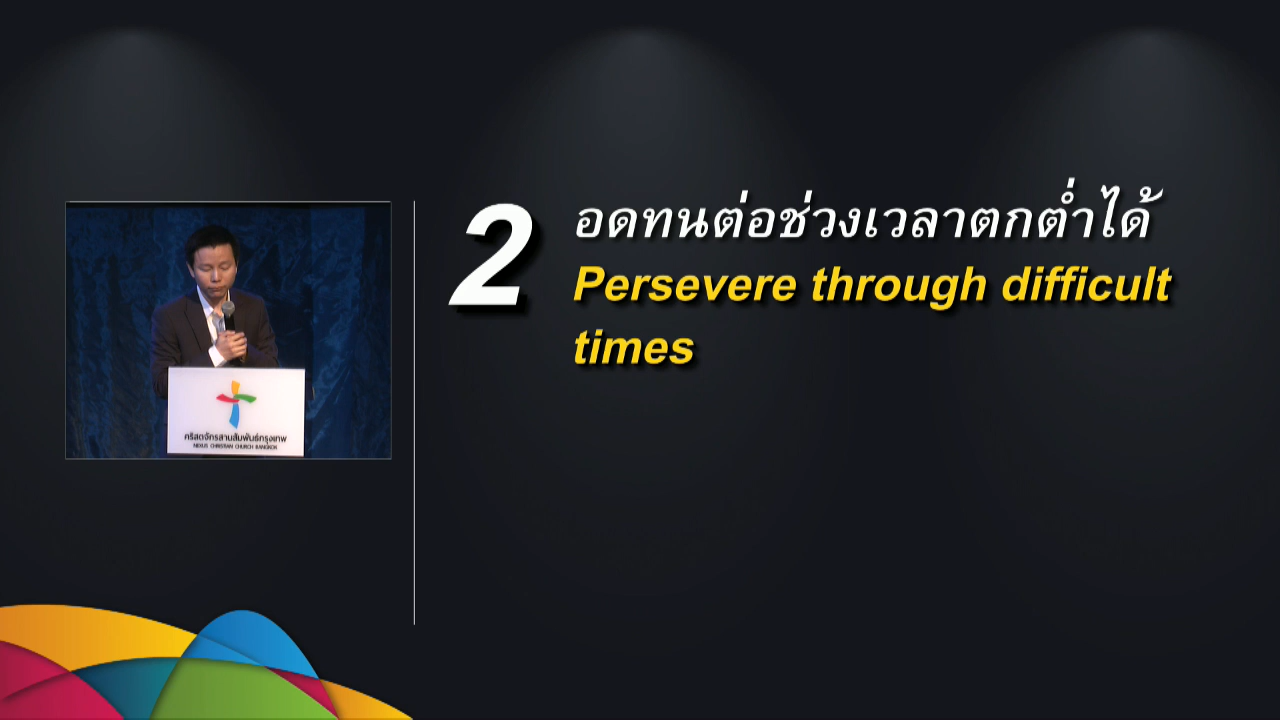 2
อดทนต่อช่วงเวลาตกต่ำได้
Persevere through difficult
times
คริสตจักรสานสัมพันธ์กรุงเทพ
NEXUS CHRISTIAN CHURCH BANGKOK